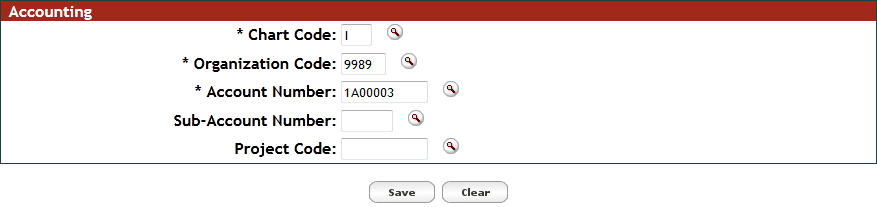 Accounting
* Chart Code: I
* Organization Code: 9989
* Account Number: 1A00003
Sub-Account Number:
Project Code:
Save Clear